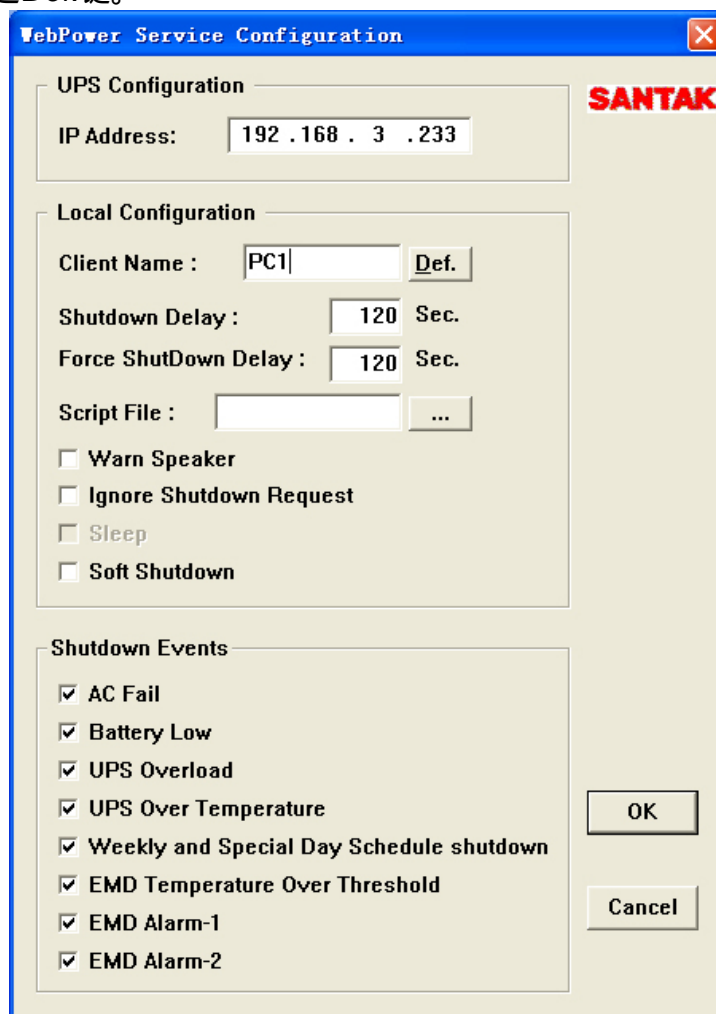 WebPower Service Configuration
UPS Configuration
SANTAK
IP Address: 192 .168 . 3 .233
Local Configuration
Client Name : PC1 Def.
Shutdown Delay : 120 Sec.
Force ShutDown Delay : 120 Sec.
Script File : ...
Warn Speaker
Ignore Shutdown Request
Sleep
Soft Shutdown
Shutdown Events
AC Fail
Battery Low
UPS Overload
UPS Over Temperature
OK
Weekly and Special Day Schedule shutdown
EMD Temperature Over Threshold
Cancel
EMD Alarm-1
EMD Alarm-2